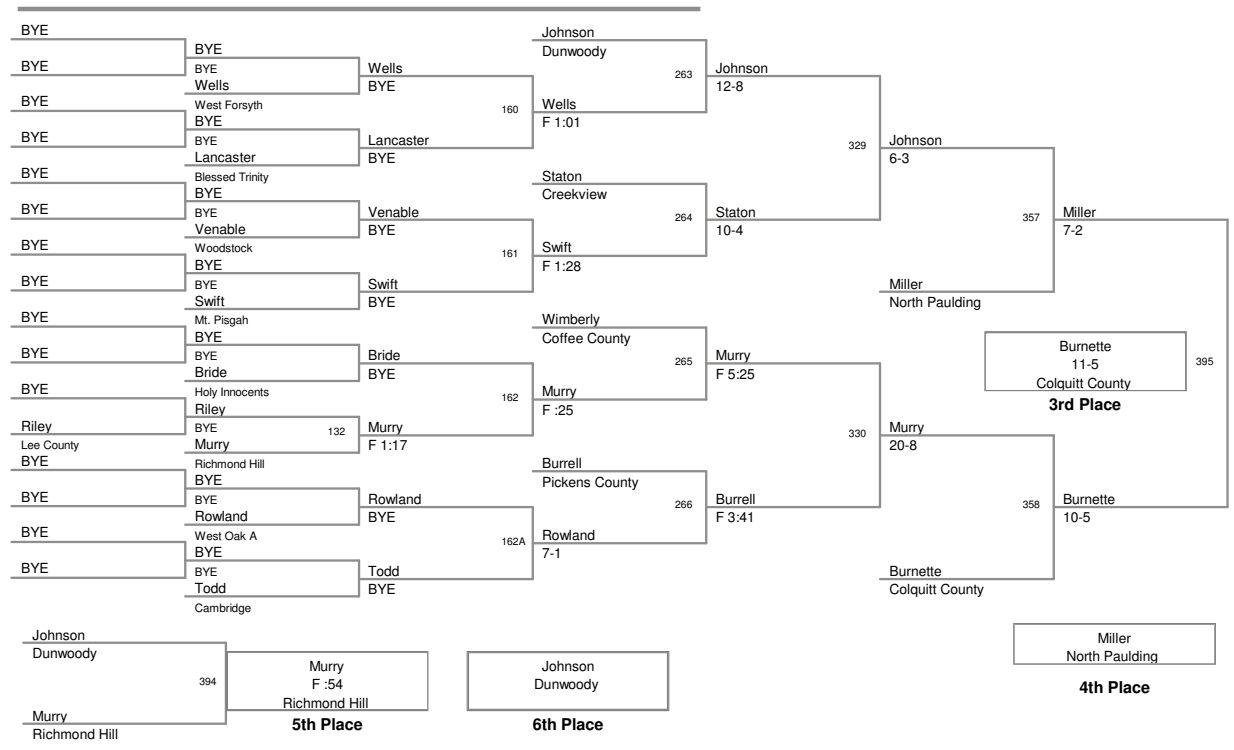 BYE
BYE
BYE
BYE
BYE
BYE
BYE
BYE
BYE
BYE
BYE
Riley
Lee County
BYE
BYE
BYE
BYE
BYE
BYE
Wells
West Forsyth
BYE
BYE
Lancaster
Blessed Trinity
BYE
BYE
Venable
Woodstock
BYE
BYE
Swift
Mt. Pisgah
BYE
BYE
Bride
Holy Innocents
Riley
BYE
132
Murry
Richmond Hill
BYE
BYE
Rowland
West Oak A
BYE
BYE
Todd
Cambridge
Wells
BYE
160
Lancaster
BYE
Venable
BYE
161
Swift
BYE
Bride
BYE
162
Murry
F 1:17
Rowland
BYE
162A
Todd
BYE
Johnson
Dunwoody
263
Wells
F 1:01
Staton
Creekview
264
Swift
F 1:28
Wimberly
Coffee County
265
Murry
F :25
Burrell
Pickens County
266
Rowland
7-1
Johnson
12-8
329
Staton
10-4
Murry
F 5:25
330
Burrell
F 3:41
Johnson
6-3
357
Miller
North Paulding
Murry
20-8
358
Burnette
Colquitt County
Miller
7-2
Burnette
11-5
Colquitt County
395
3rd Place
Burnette
10-5
Johnson
Dunwoody
394
Murry
Richmond Hill
Murry
F :54
Richmond Hill
5th Place
Johnson
Dunwoody
6th Place
Miller
North Paulding
4th Place